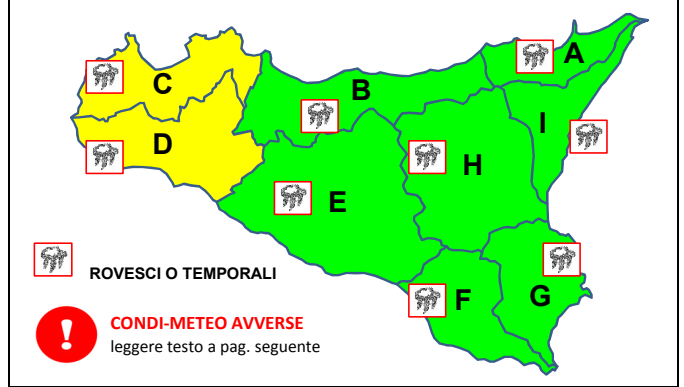 A
C
B
I
D
H
E
F
G
ROVESCI O TEMPORALI
!
CONDI-METEO AVVERSE
leggere testo a pag. seguente